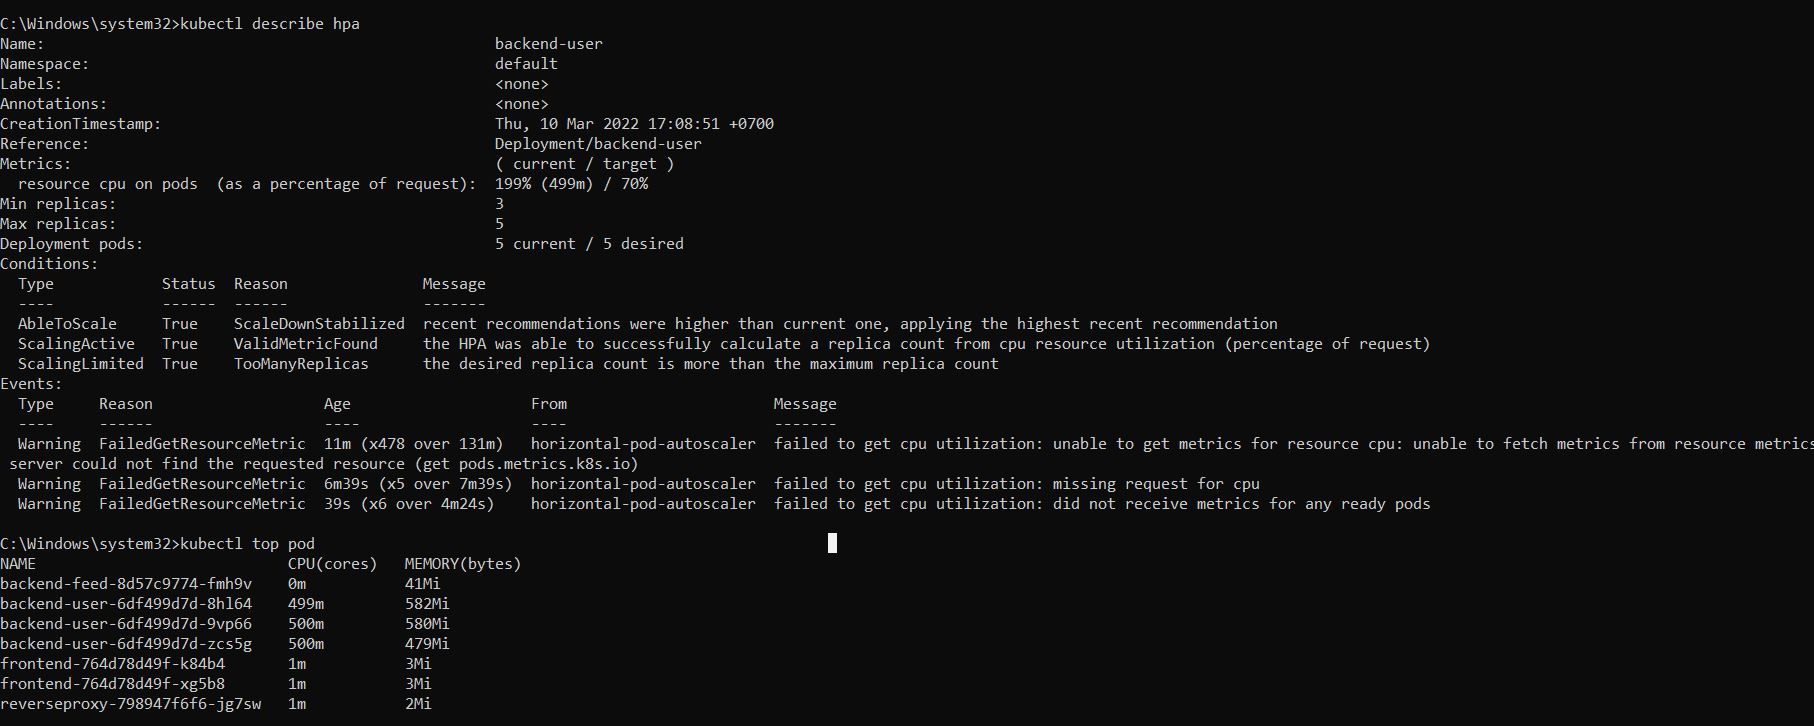 C:\Windows\system32>kubectl describe hpa
Name:                                                  backend-user
Namespace:                                             default
Labels:                                                <none>
Annotations:                                           <none>
CreationTimestamp:                                     Thu, 10 Mar 2022 17:08:51 +0700
Reference:                                             Deployment/backend-user
Metrics:                                               ( current / target )
  resource cpu on pods  (as a percentage of request):  199% (499m) / 70%
Min replicas:                                          3
Max replicas:                                          5
Deployment pods:                                       5 current / 5 desired
Conditions:
  Type            Status  Reason               Message
  ----            ------  ------               -------
  AbleToScale     True    ScaleDownStabilized  recent recommendations were higher than current one, applying the highest recent recommendation
  ScalingActive   True    ValidMetricFound     the HPA was able to successfully calculate a replica count from cpu resource utilization (percentage of request)
  ScalingLimited  True    TooManyReplicas      the desired replica count is more than the maximum replica count
Events:
  Type     Reason                   Age                    From                       Message
  ----     ------                   ----                   ----                       -------
  Warning  FailedGetResourceMetric  11m (x478 over 131m)   horizontal-pod-autoscaler  failed to get cpu utilization: unable to get metrics for resource cpu: unable to fetch metrics from resource metrics
 server could not find the requested resource (get pods.metrics.k8s.io)
  Warning  FailedGetResourceMetric  6m39s (x5 over 7m39s)  horizontal-pod-autoscaler  failed to get cpu utilization: missing request for cpu
  Warning  FailedGetResourceMetric  39s (x6 over 4m24s)    horizontal-pod-autoscaler  failed to get cpu utilization: did not receive metrics for any ready pods
C:\Windows\system32>kubectl top pod
NAME                            CPU(cores)   MEMORY(bytes)
backend-feed-8d57c9774-fmh9v    0m           41Mi
backend-user-6df499d7d-8hl64    499m         582Mi
backend-user-6df499d7d-9vp66    500m         580Mi
backend-user-6df499d7d-zcs5g    500m         479Mi
frontend-764d78d49f-k84b4       1m           3Mi
frontend-764d78d49f-xg5b8       1m           3Mi
reverseproxy-798947f6f6-jg7sw   1m           2Mi